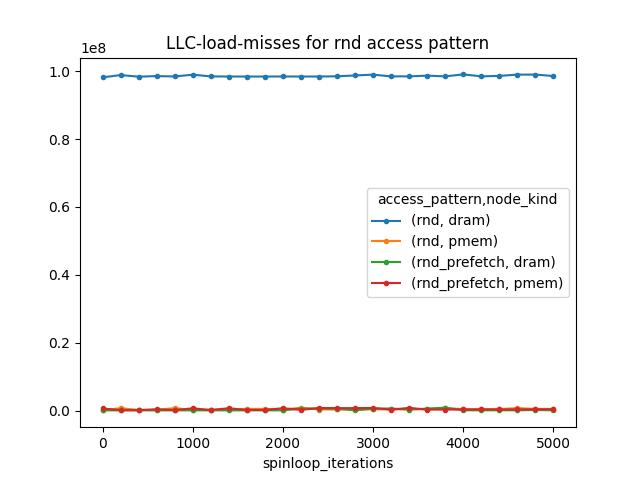 LLC-load-misses for rnd access pattern
1e8
1.0
0.8
0.6
0.4
0.2
0.0
access_pattern,node_kind
(rnd, dram)
(rnd, pmem)
(rnd_prefetch, dram)
(rnd_prefetch, pmem)
0 1000 2000 3000 4000 5000
spinloop_iterations